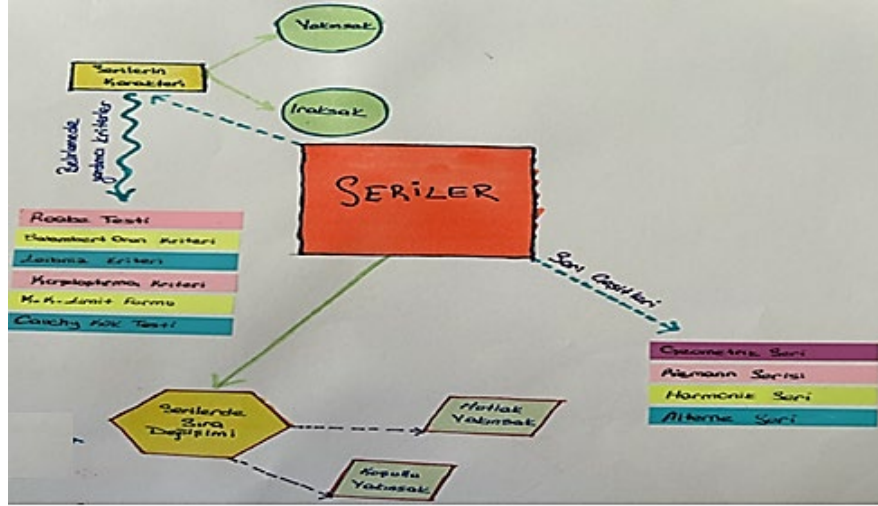 Yakınsak
Serilerin
Karakteri
Iraksak
Belirlemede
yardımcı kriterler
SERİLER
Raabe Testi
Dalambert Oran Kriteri
Leibniz Kriteri
Karşılaştırma Kriteri
K.K. Limit Formu
Cauchy Kök Testi
Seri Çeşitleri
Geometrik Seri
Riemann Serisi
Harmonik Seri
Alterne Seri
Serilerde
Sıra
Değişimi
Mutlak
Yakınsak
Koşullu
Yakınsak